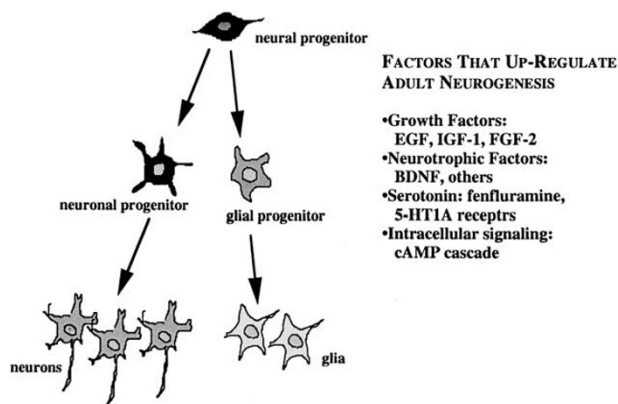 neural progenitor
FACTORS THAT UP-REGULATE
ADULT NEUROGENESIS
•Growth Factors:
EGF, IGF-1, FGF-2
•Neurotrophic Factors:
BDNF, others
•Serotonin: fenfluramine,
5-HT1A receptrs
•Intracellular signaling:
cAMP cascade
neuronal progenitor
glial progenitor
neurons
glia